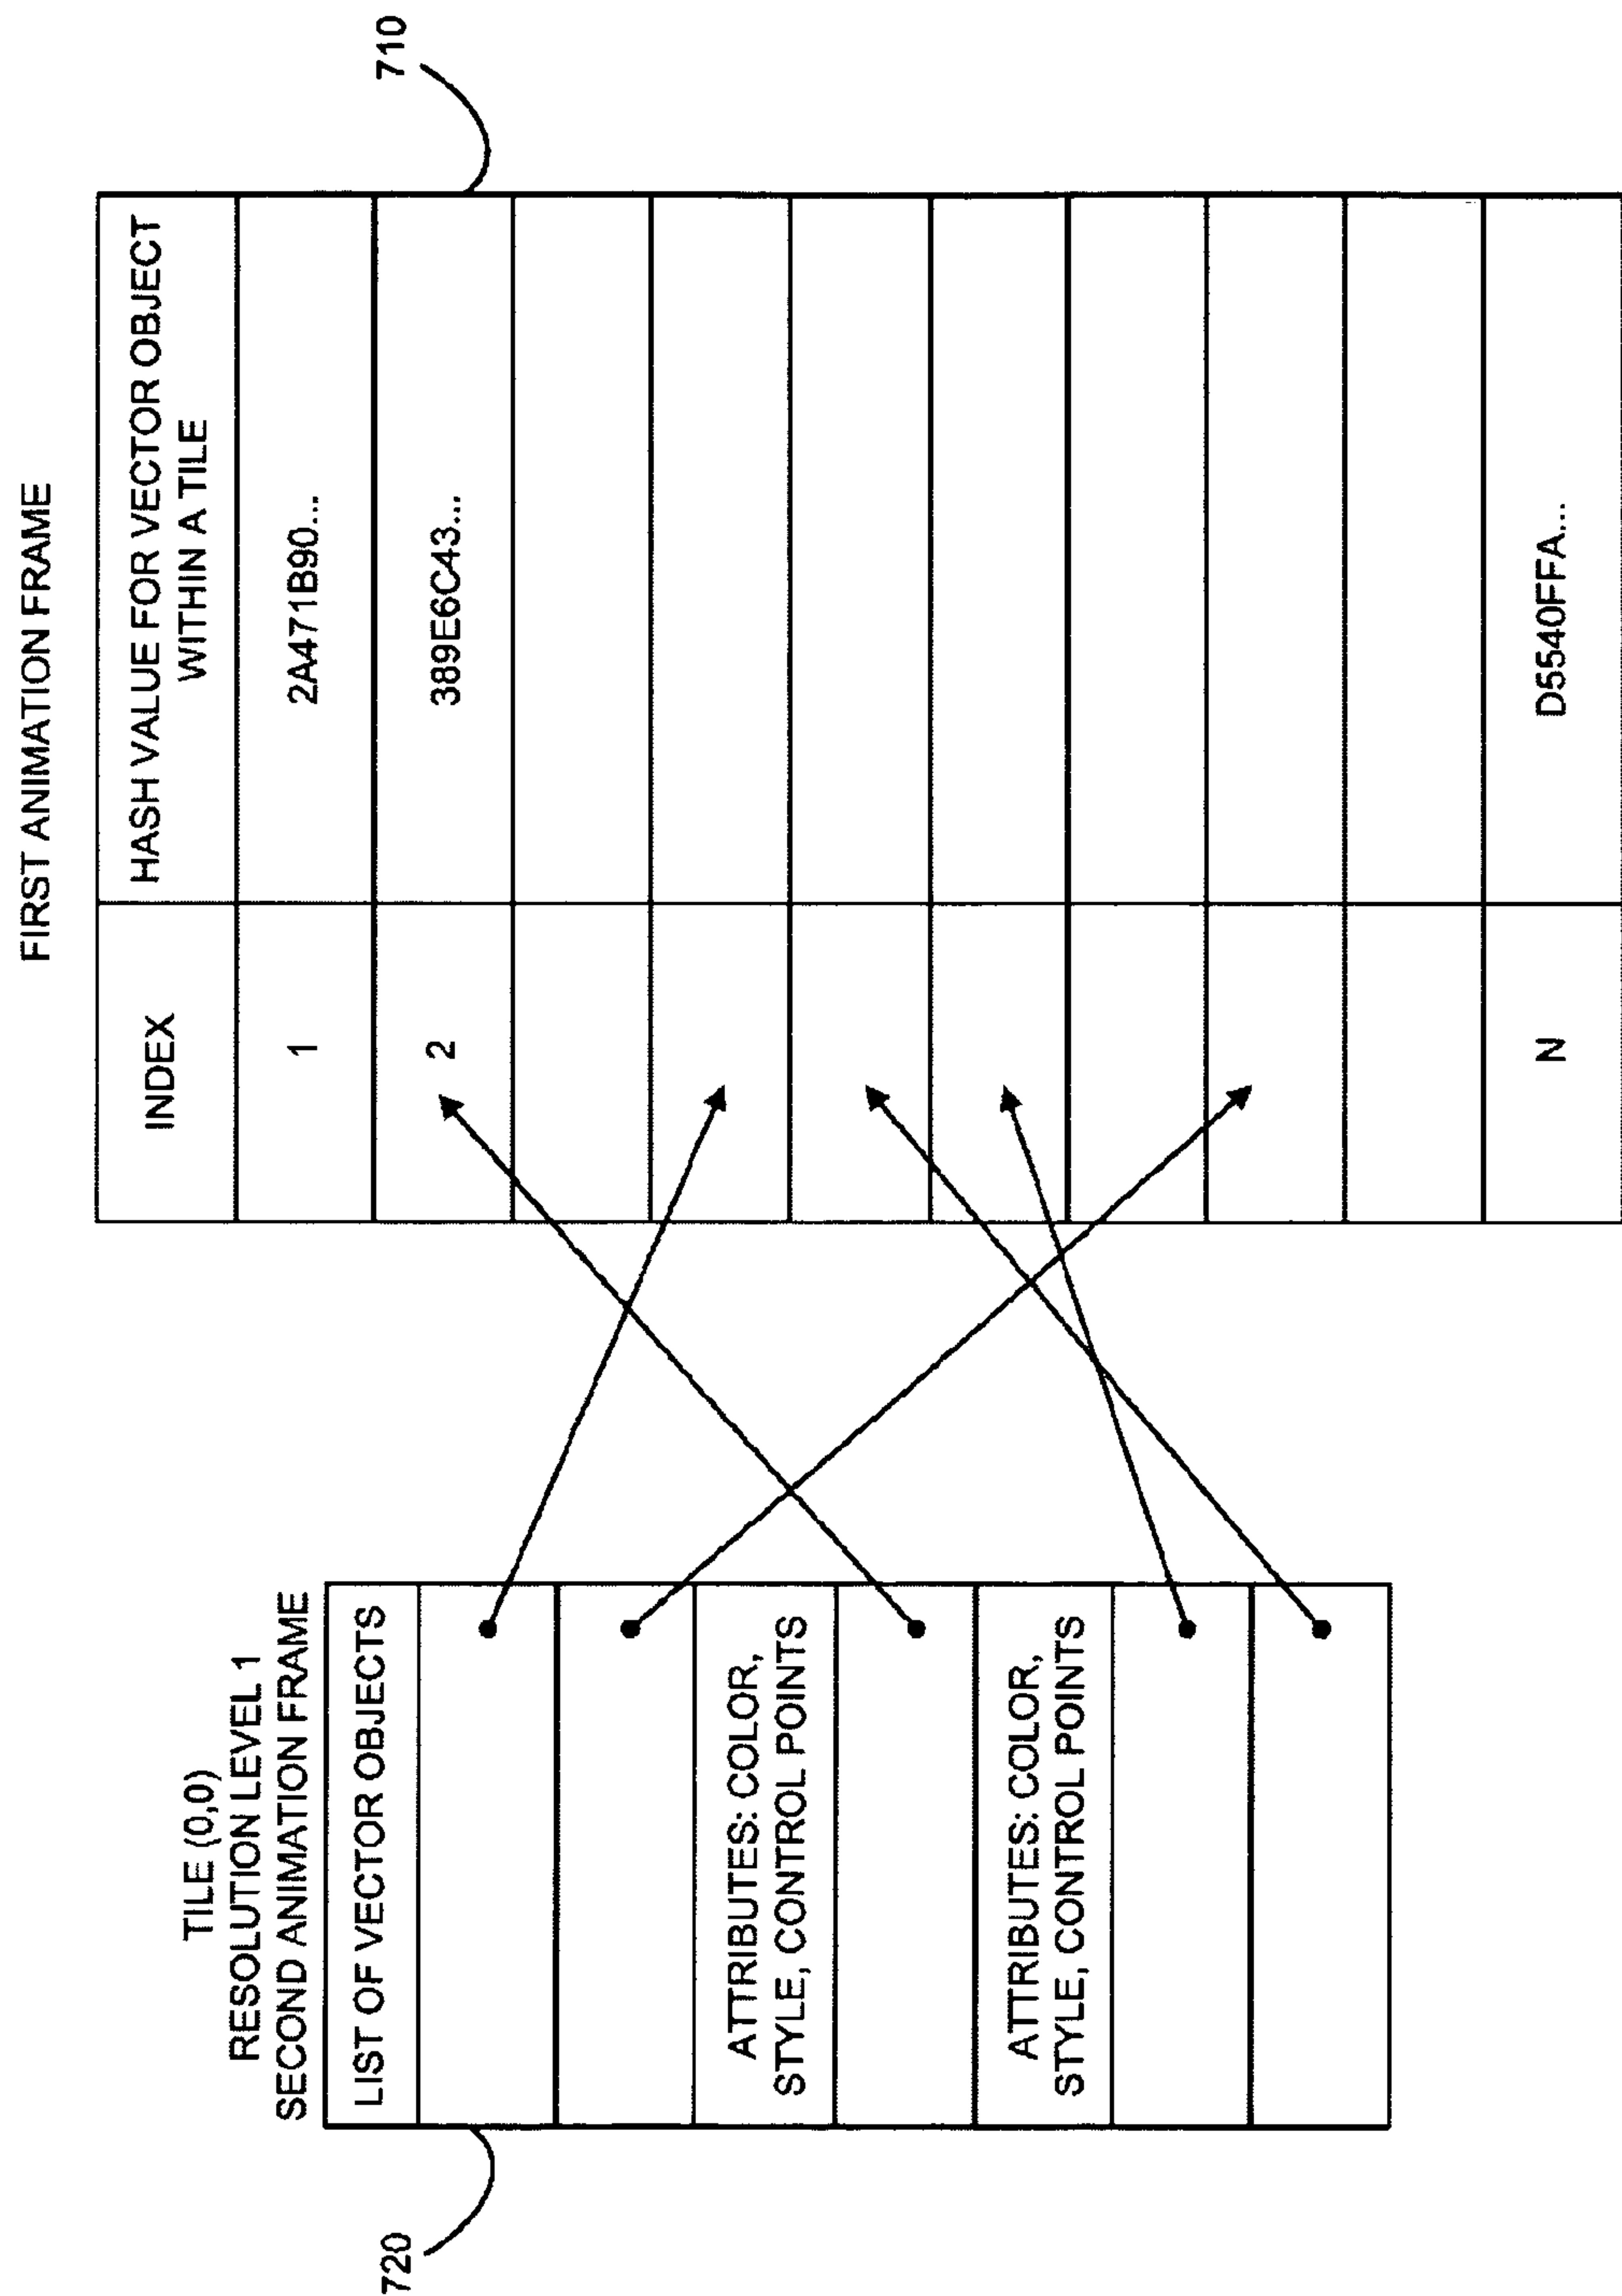 TILE (0,0)
RESOLUTION LEVEL 1
SECOND ANIMATION FRAME
720
LIST OF VECTOR OBJECTS
ATTRIBUTES: COLOR,
STYLE, CONTROL POINTS
ATTRIBUTES: COLOR,
STYLE, CONTROL POINTS
FIRST ANIMATION FRAME
710
INDEX
HASH VALUE FOR VECTOR OBJECT
WITHIN A TILE
1
2A471B90...
2
389E6C43...
N
D5540FFA...